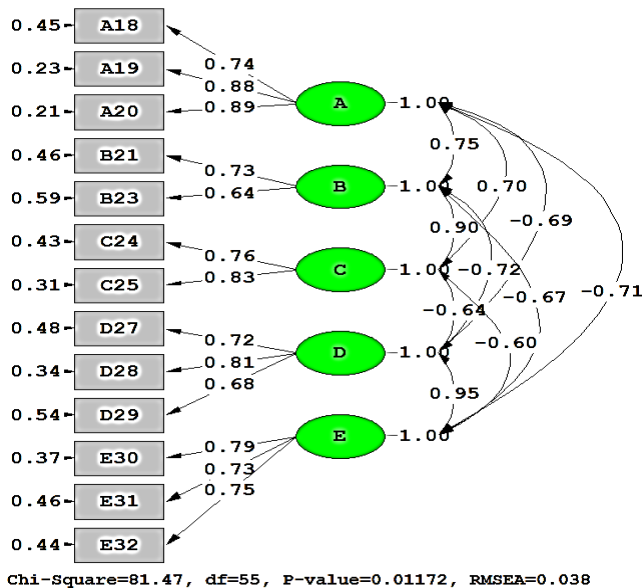 0.45 A18
0.74
0.23 A19
0.88
0.89
A -1.00
0.21 A20
0.75
0.46 B21
0.73
0.70
B -1.00
0.59 B23
0.64
0.90
-0.69
0.43 C24
0.76
C -1.00
-0.72
0.31 C25
0.83
-0.67
-0.71
-0.64
0.48 D27
0.72
-0.60
D -1.00
0.34 D28
0.81
0.68
0.95
0.54 D29
E -1.00
0.37 E30
0.79
0.73
0.75
0.46 E31
0.44 E32
Chi-Square=81.47, df=55, P-value=0.01172, RMSEA=0.038